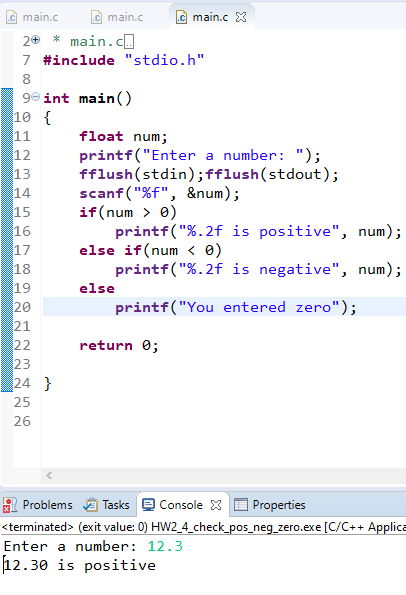 main.c main.c main.c
2 * main.c
7 #include "stdio.h"
8
9 int main()
10 {
11 float num;
12 printf("Enter a number: ");
13 fflush(stdin);fflush(stdout);
14 scanf("%f", &num);
15 if(num > 0)
16 printf("%.2f is positive", num);
17 else if(num < 0)
18 printf("%.2f is negative", num);
19 else
20 printf("You entered zero");
21
22 return 0;
23
24 }
25
26
Problems Tasks Console Properties
<terminated> (exit value: 0) HW2_4_check_pos_neg_zero.exe [C/C++ Applica
Enter a number: 12.3
12.30 is positive